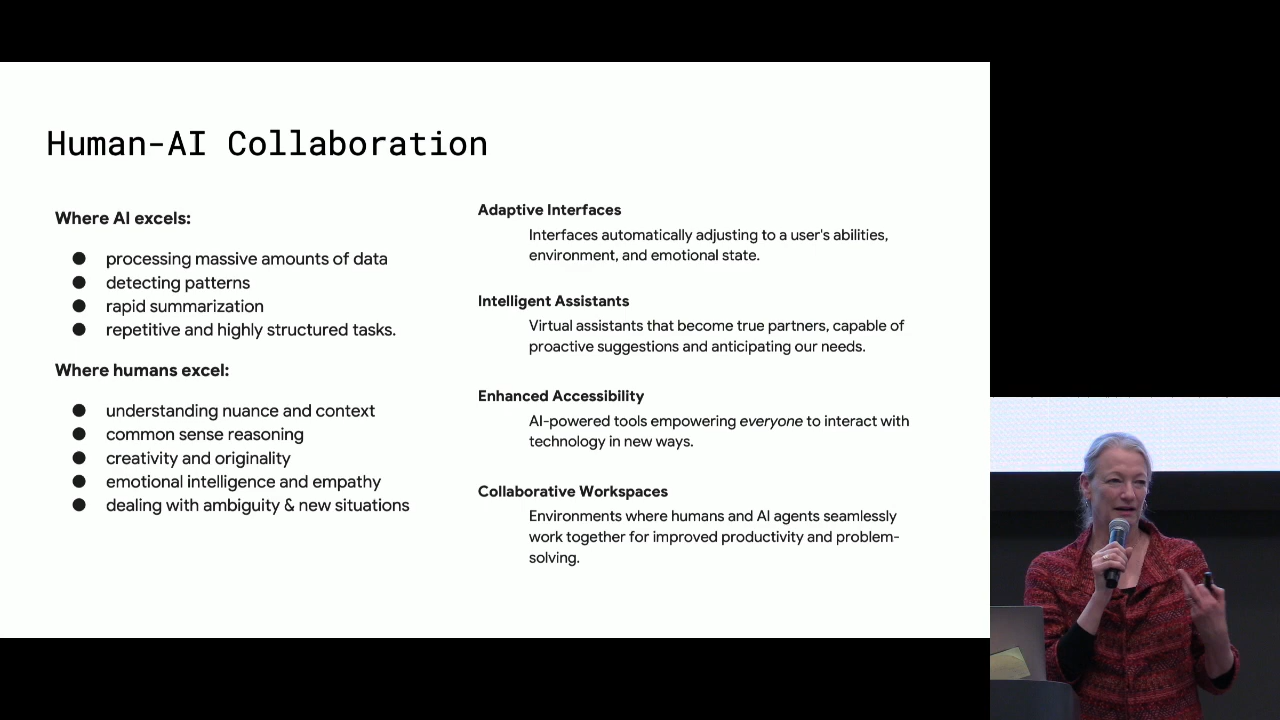 Human-AI Collaboration
Where AI excels:
● processing massive amounts of data
● detecting patterns
● rapid summarization
● repetitive and highly structured tasks.
Where humans excel:
● understanding nuance and context
● common sense reasoning
● creativity and originality
● emotional intelligence and empathy
● dealing with ambiguity & new situations
Adaptive Interfaces
Interfaces automatically adjusting to a user's abilities,
environment, and emotional state.
Intelligent Assistants
Virtual assistants that become true partners, capable of
proactive suggestions and anticipating our needs.
Enhanced Accessibility
AI-powered tools empowering everyone to interact with
technology in new ways.
Collaborative Workspaces
Environments where humans and AI agents seamlessly
work together for improved productivity and problem-
solving.